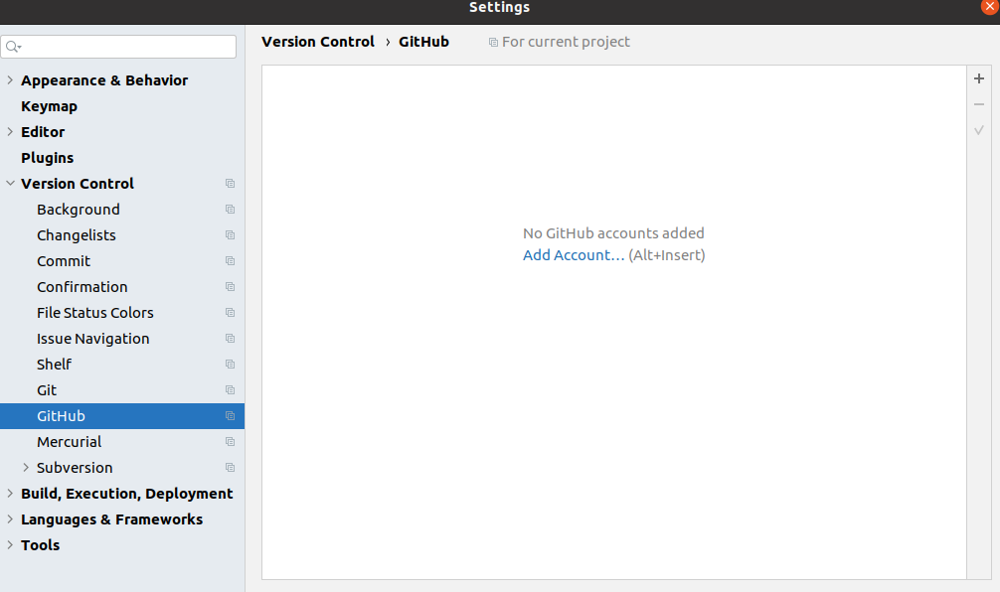 Settings
Version Control › GitHub
For current project
Appearance & Behavior
Keymap
Editor
Plugins
Version Control
Background
Changelists
Commit
Confirmation
File Status Colors
Issue Navigation
Shelf
Git
GitHub
Mercurial
Subversion
Build, Execution, Deployment
Languages & Frameworks
Tools
No GitHub accounts added
Add Account... (Alt+Insert)